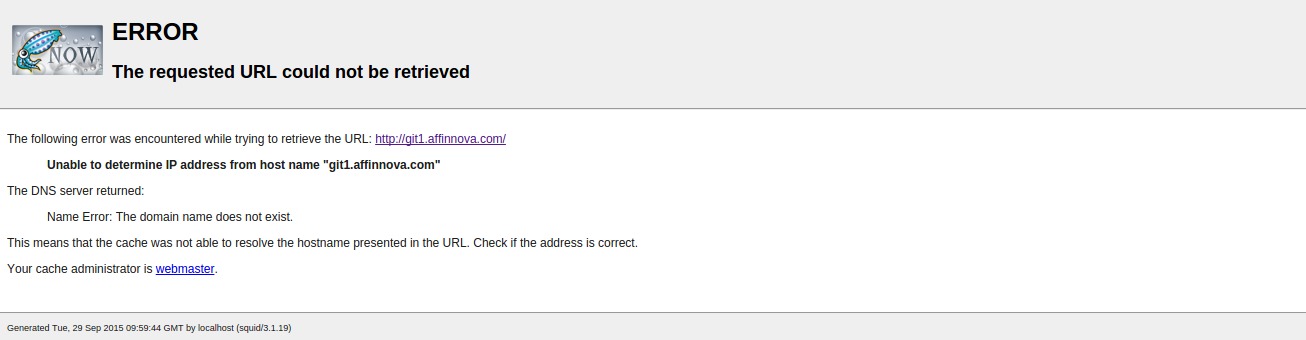 NOW
ERROR
The requested URL could not be retrieved
The following error was encountered while trying to retrieve the URL: http://git1.affinnova.com/
Unable to determine IP address from host name "git1.affinnova.com"
The DNS server returned:
Name Error: The domain name does not exist.
This means that the cache was not able to resolve the hostname presented in the URL. Check if the address is correct.
Your cache administrator is webmaster.
Generated Tue, 29 Sep 2015 09:59:44 GMT by localhost (squid/3.1.19)